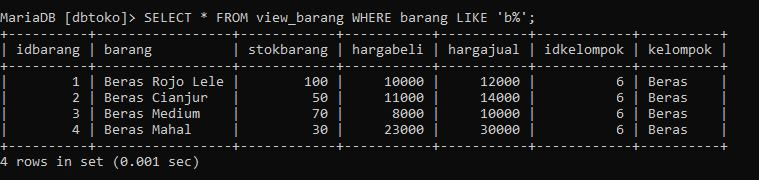 MariaDB [dbtoko]> SELECT * FROM view_barang WHERE barang LIKE 'b%';
+----------+----------------+------------+-----------+-----------+------------+----------+
| idbarang | barang         | stokbarang | hargabeli | hargajual | idkelompok | kelompok |
+----------+----------------+------------+-----------+-----------+------------+----------+
|        1 | Beras Rojo Lele |        100 |     10000 |     12000 |          6 | Beras    |
|        2 | Beras Cianjur  |         50 |     11000 |     14000 |          6 | Beras    |
|        3 | Beras Medium   |         70 |      8000 |     10000 |          6 | Beras    |
|        4 | Beras Mahal    |         30 |     23000 |     30000 |          6 | Beras    |
+----------+----------------+------------+-----------+-----------+------------+----------+
4 rows in set (0.001 sec)